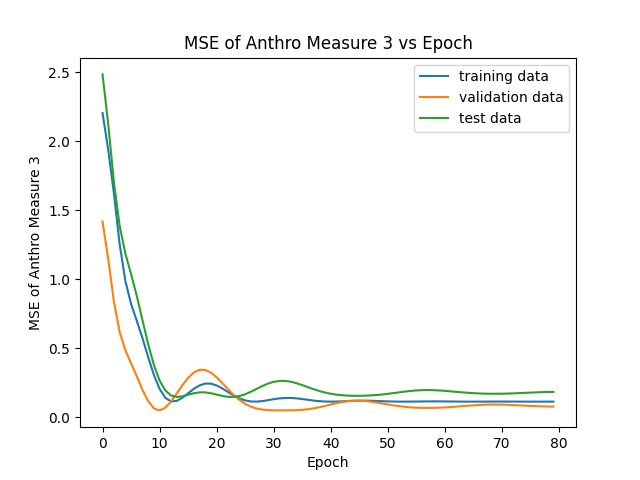 MSE of Anthro Measure 3 vs Epoch
training data
validation data
test data
MSE of Anthro Measure 3
2.5
2.0
1.5
1.0
0.5
0.0
0 10 20 30 40 50 60 70 80
Epoch